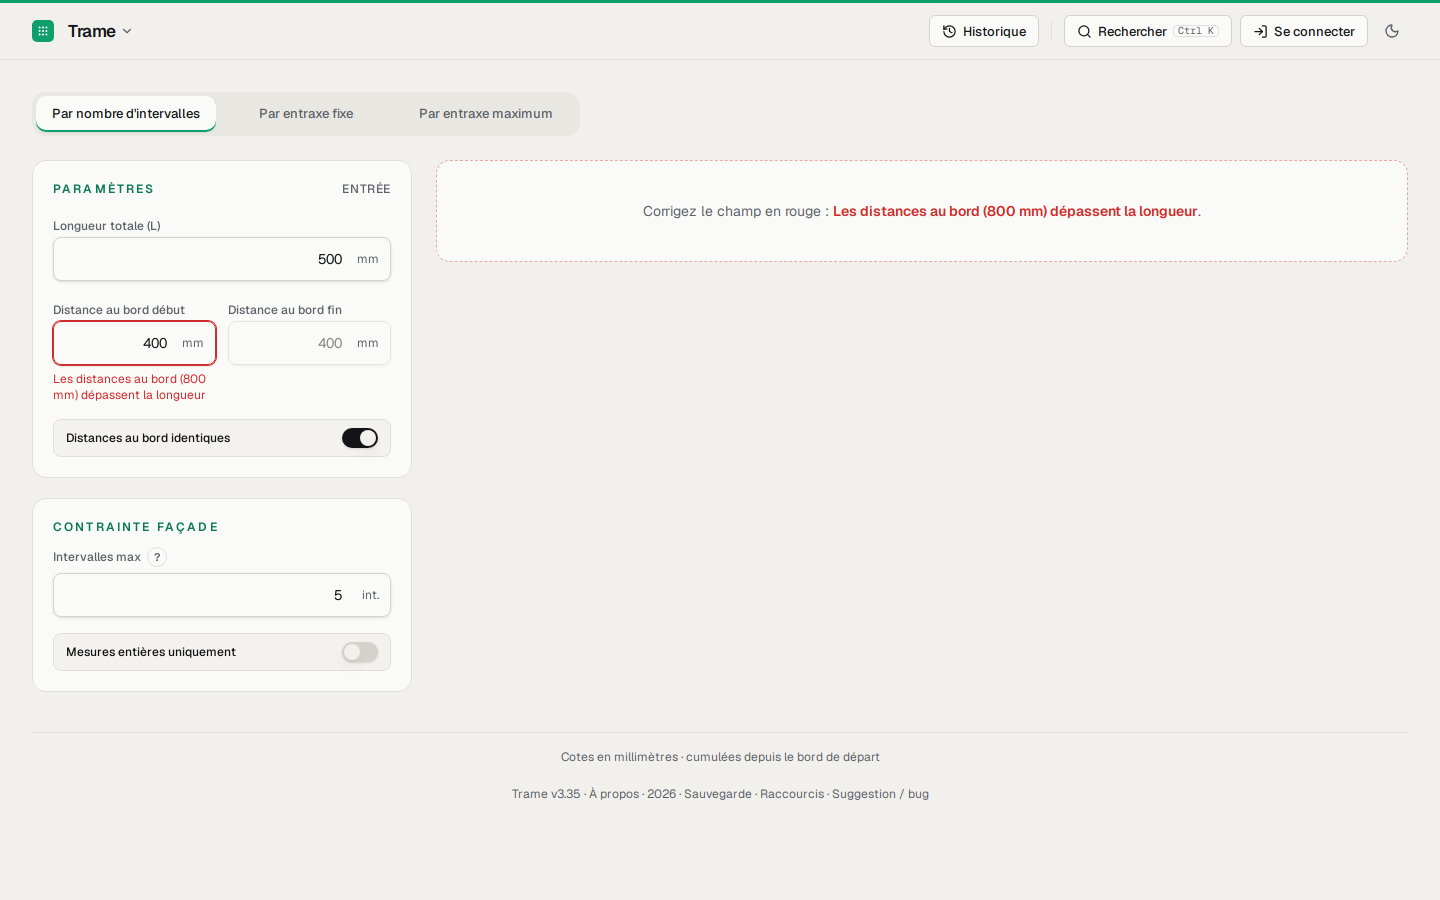 Trame
Historique
Rechercher Ctrl K
Se connecter
Par nombre d'intervalles
Par entraxe fixe
Par entraxe maximum
PARAMÈTRES
ENTRÉE
Longueur totale (L)
500 mm
Distance au bord début
Distance au bord fin
400 mm
400 mm
Les distances au bord (800
mm) dépassent la longueur
Distances au bord identiques
CONTRAINTE FAÇADE
Intervalles max ?
5 int.
Mesures entières uniquement
Corrigez le champ en rouge : Les distances au bord (800 mm) dépassent la longueur.
Cotes en millimètres · cumulées depuis le bord de départ
Trame v3.35 · À propos · 2026 · Sauvegarde · Raccourcis · Suggestion / bug